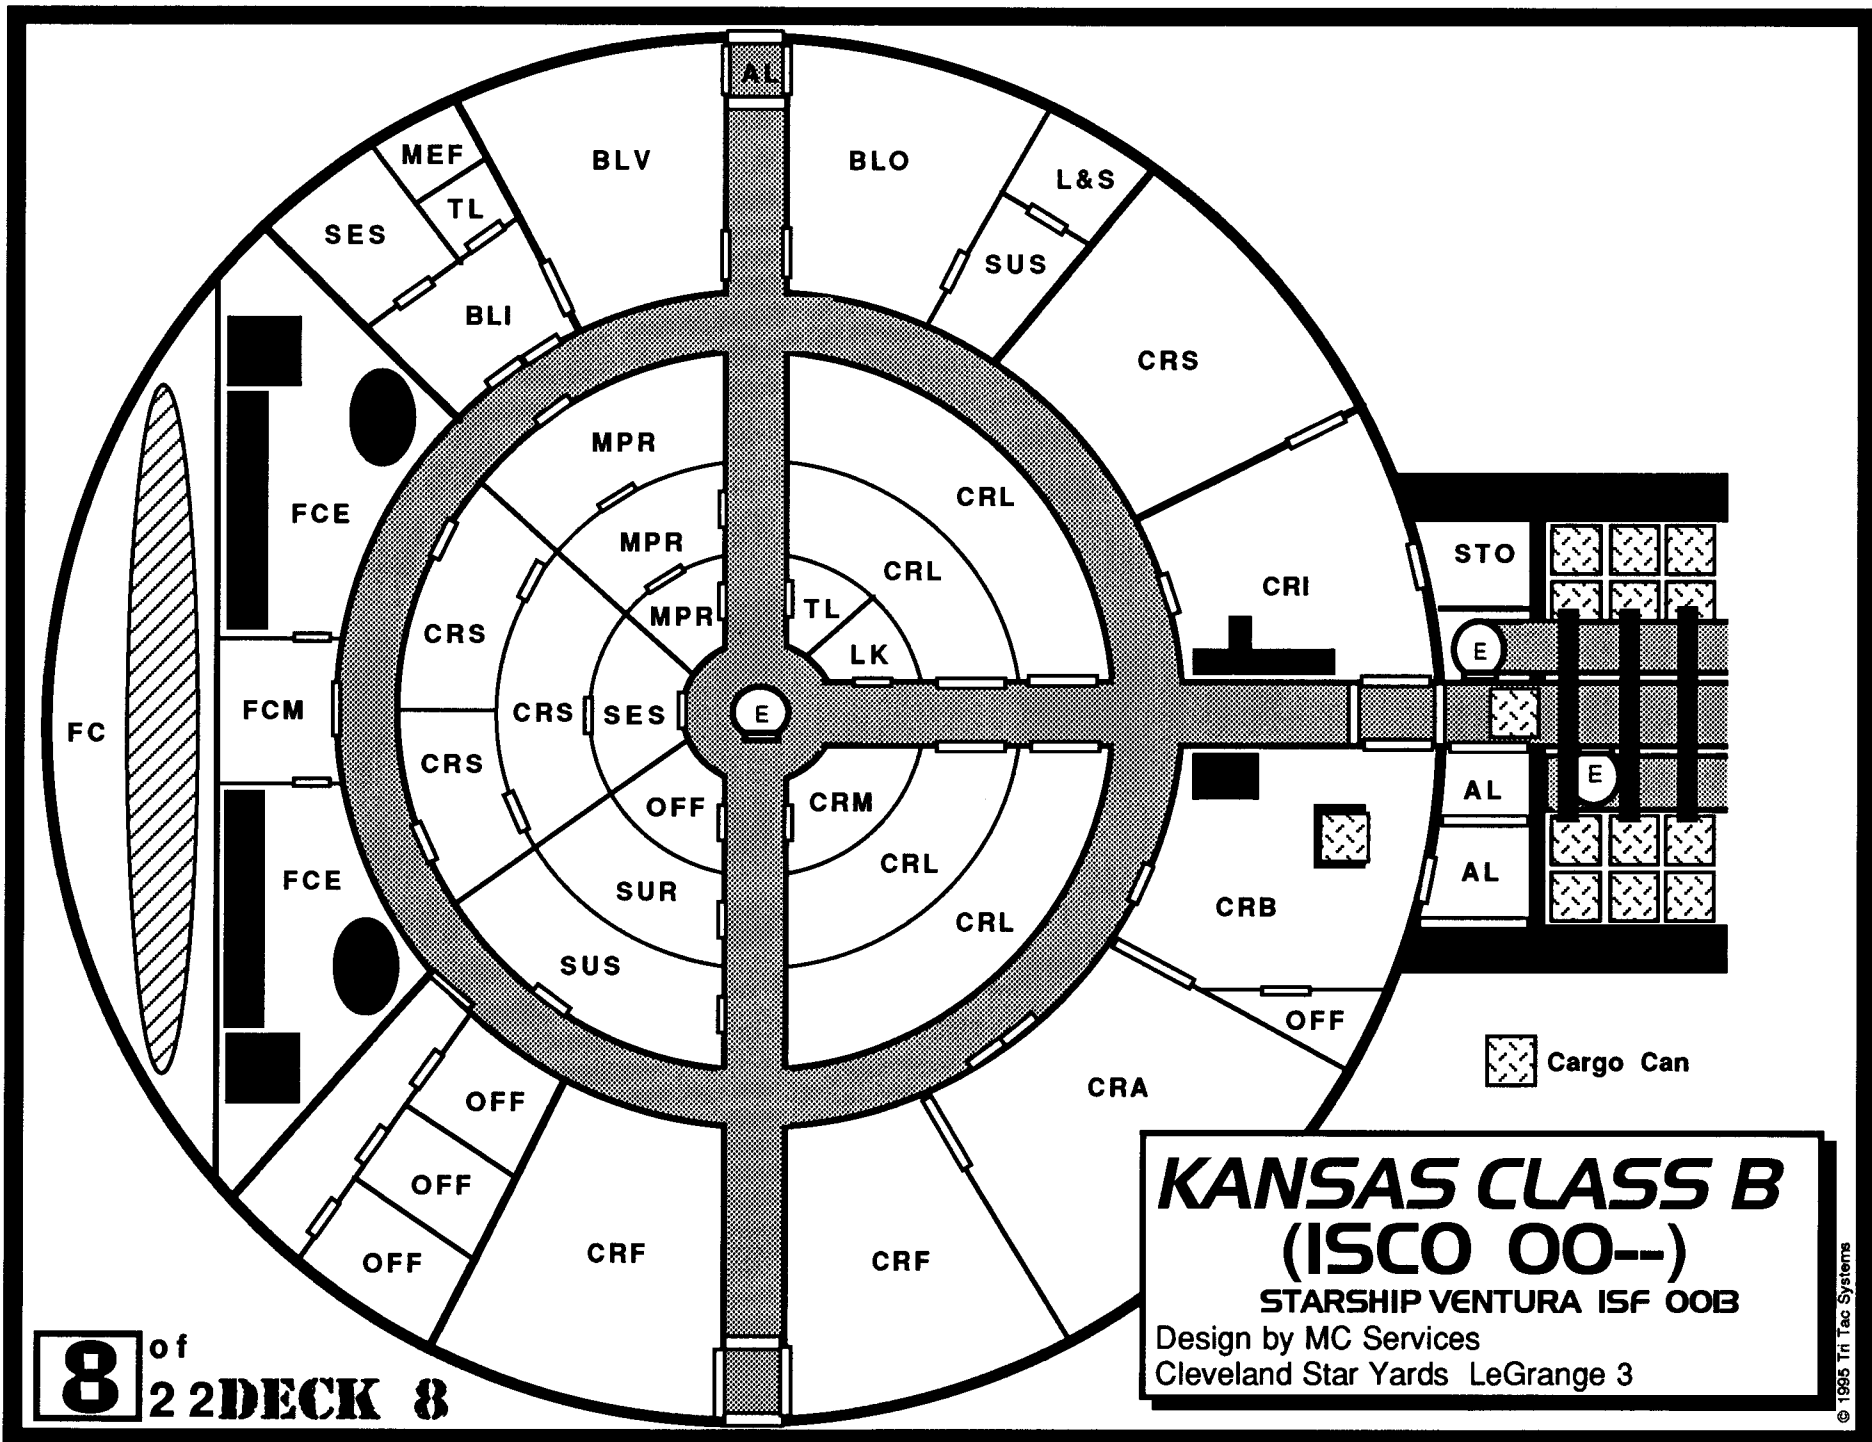 AL
MEF
BLV
BLO
L&S
TL
SES
SUS
BLI
CRS
MPR
CRL
FCE
MPR
STO
CRL
CRI
MPR
TL
CRS
LK
E
FCM
CRS
SES
E
FC
CRS
E
OFF
CRM
AL
CRL
AL
FCE
SUR
CRB
CRL
SUS
OFF
Cargo Can
CRA
OFF
OFF
CRF
CRF
OFF
KANSAS CLASS B
(ISCO 00--)
STARSHIP VENTURA ISF 0013
Design by MC Services
Cleveland Star Yards LeGrange 3
8 of 22 DECK 8
© 1995 Tri Tac Systems